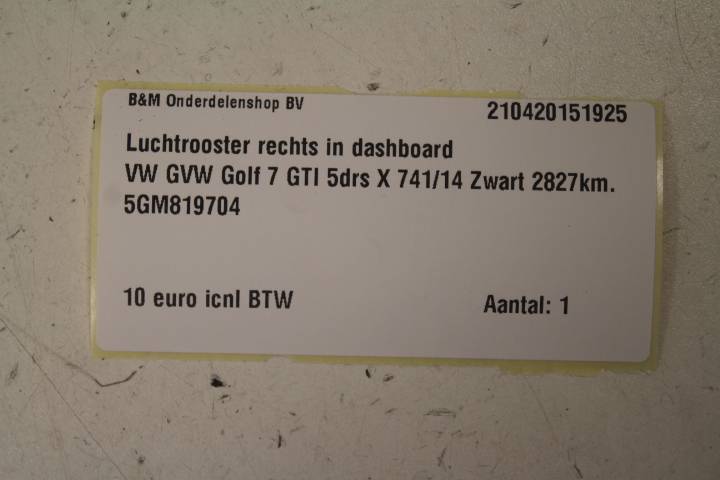 B&M Onderdelenshop BV 210420151925
Luchtrooster rechts in dashboard
VW GVW Golf 7 GTI 5drs X 741/14 Zwart 2827km.
5GM819704
10 euro icnl BTW Aantal: 1